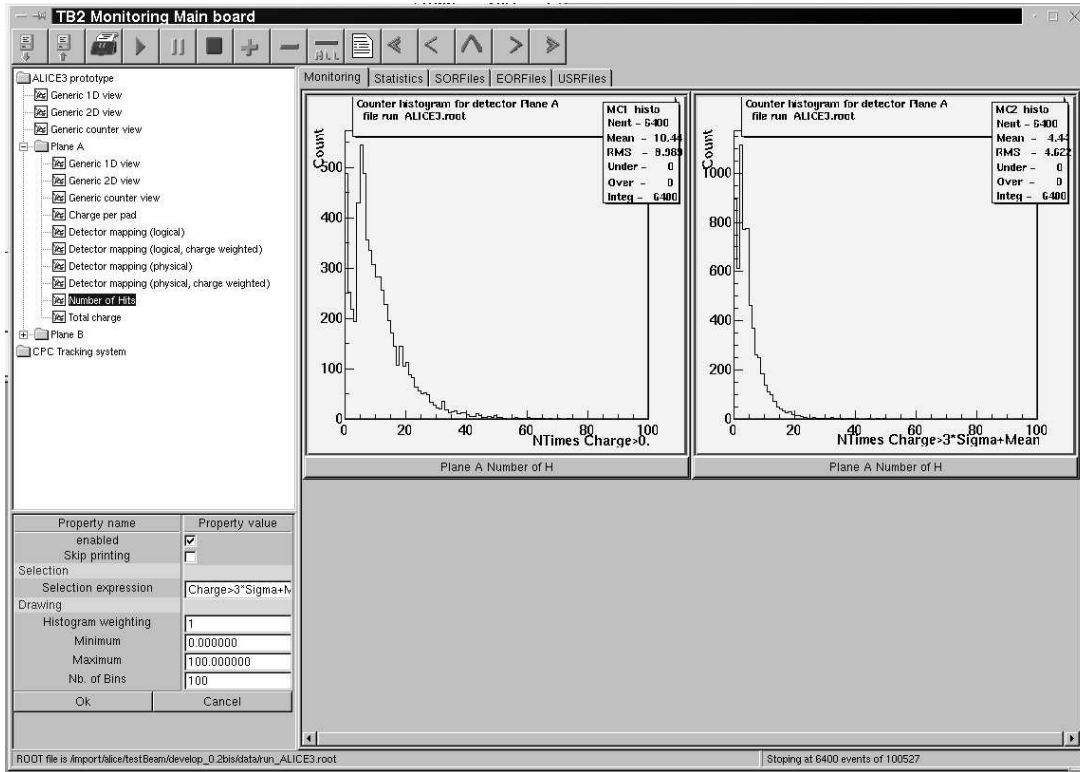 TB2 Monitoring Main board
ALL
ALICE3 prototype
Generic 1D view
Generic 2D view
Generic counter view
Plane A
Generic 1D view
Generic 2D view
Generic counter view
Charge per pad
Detector mapping (logical)
Detector mapping (logical, charge weighted)
Detector mapping (physical)
Detector mapping (physical, charge weighted)
Number of Hits
Total charge
Plane B
CPC Tracking system
Property name Property value
enabled
Skip printing
Selection
Selection expression Charge>3*Sigma+M
Drawing
Histogram weighting 1
Minimum 0.000000
Maximum 100.000000
Nb. of Bins 100
Ok Cancel
Monitoring Statistics SORFiles EORFiles USRFiles
Counter histogram for detector Plane A
file run ALICE3.root
MC1 histo
Nent = 6400
Mean = 10.44
RMS = 8.989
Under = 0
Over = 0
Integ = 6400
Count
500
400
300
200
100
0
0 20 40 60 80 100
NTimes Charge>0.
Plane A Number of H
Counter histogram for detector Plane A
file run ALICE3.root
MC2 histo
Nent = 6400
Mean = 4.44
RMS = 4.622
Under = 0
Over = 0
Integ = 6400
Count
1000
800
600
400
200
0
0 20 40 60 80 100
NTimes Charge>3*Sigma+Mean
Plane A Number of H
ROOT file is /import/alice/testBeam/develop_0.2bis/data/run_ALICE3.root
Stoping at 6400 events of 100527